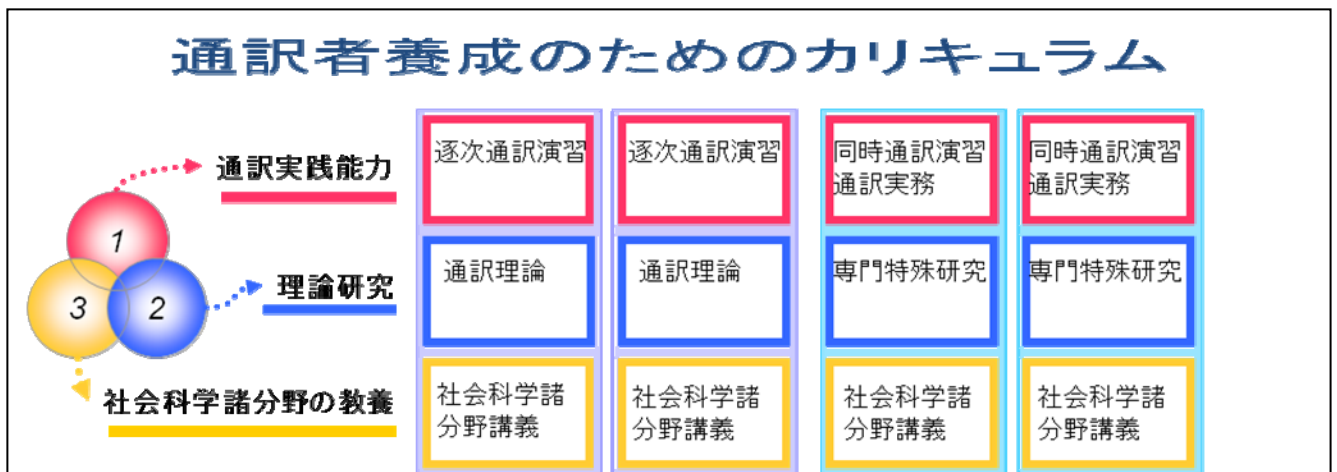 通訳者養成のためのカリキュラム
通訳実践能力
逐次通訳演習
逐次通訳演習
同時通訳演習
通訳実務
同時通訳演習
通訳実務
1
3
2
理論研究
通訳理論
通訳理論
専門特殊研究
専門特殊研究
社会科学諸分野の教養
社会科学諸
分野講義
社会科学諸
分野講義
社会科学諸
分野講義
社会科学諸
分野講義